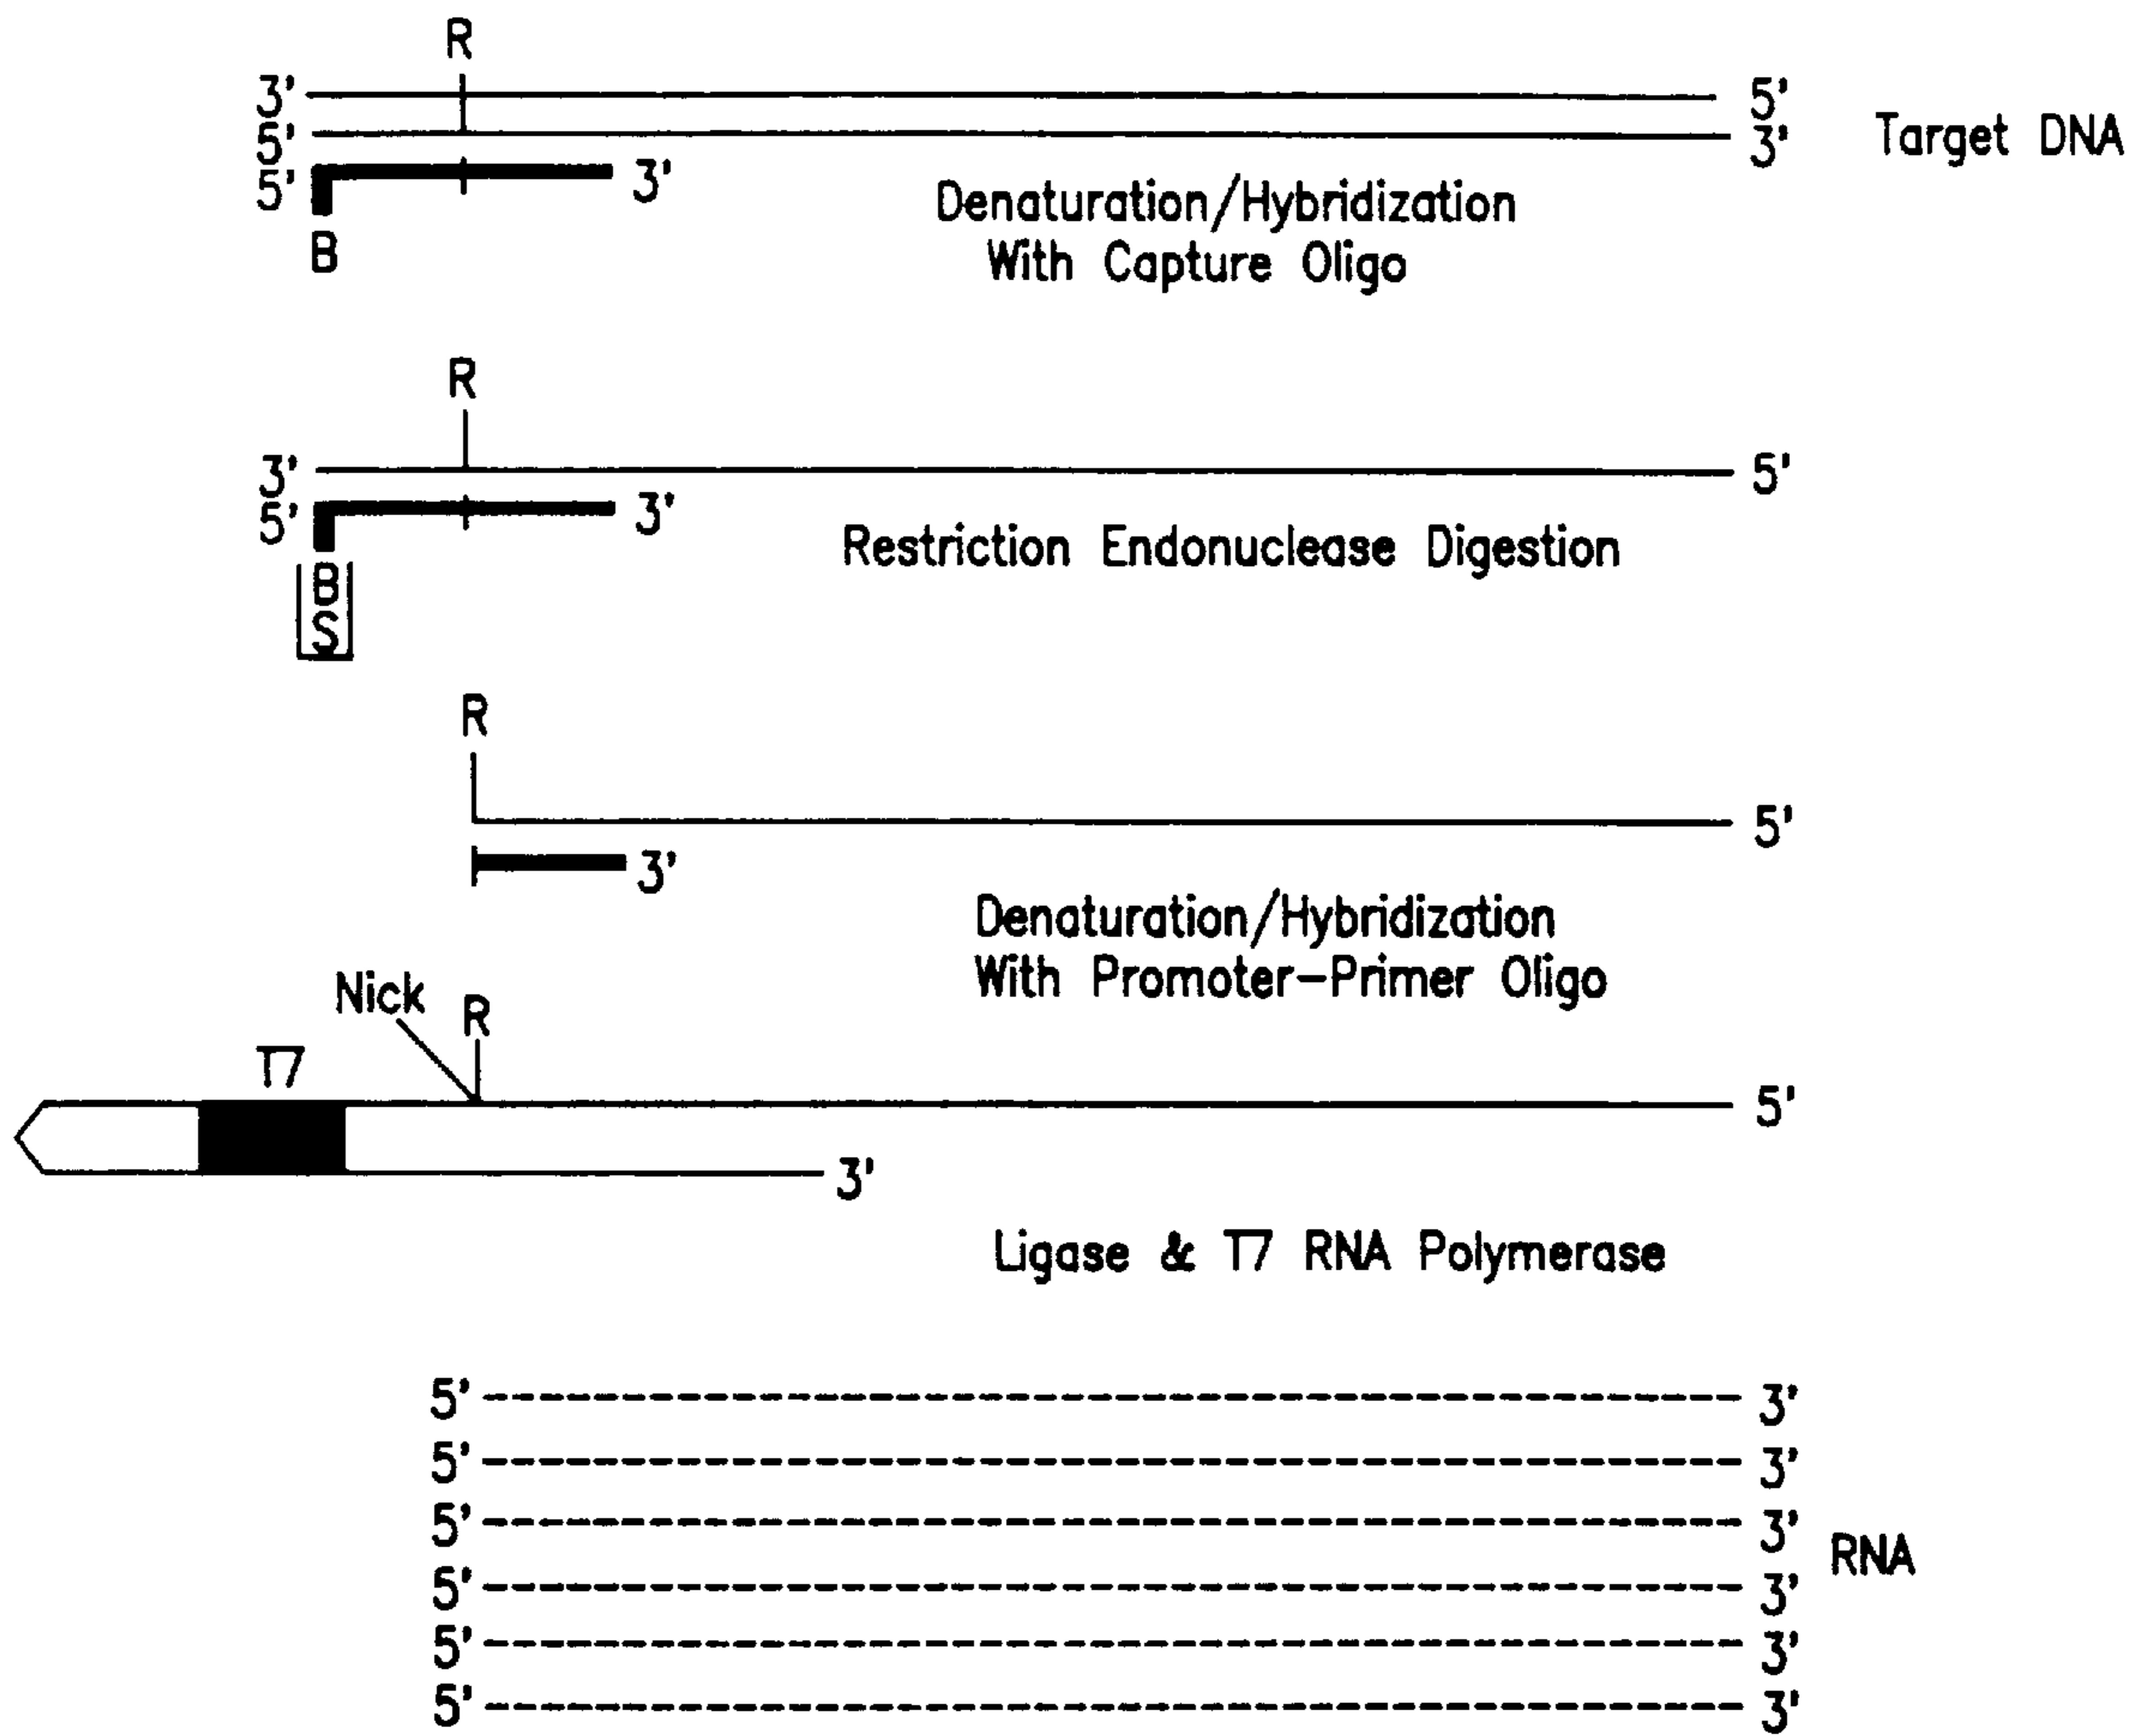 R
3' 5'
5' 3' Target DNA
5' 3'
B
Denaturation/Hybridization
With Capture Oligo
R
3' 5'
5' 3'
B
S
Restriction Endonuclease Digestion
R
5'
3'
Denaturation/Hybridization
With Promoter-Primer Oligo
Nick
R
T7
5'
3'
Ligase & T7 RNA Polymerase
5' 3'
5' 3'
5' 3'
RNA
5' 3'
5' 3'
5' 3'